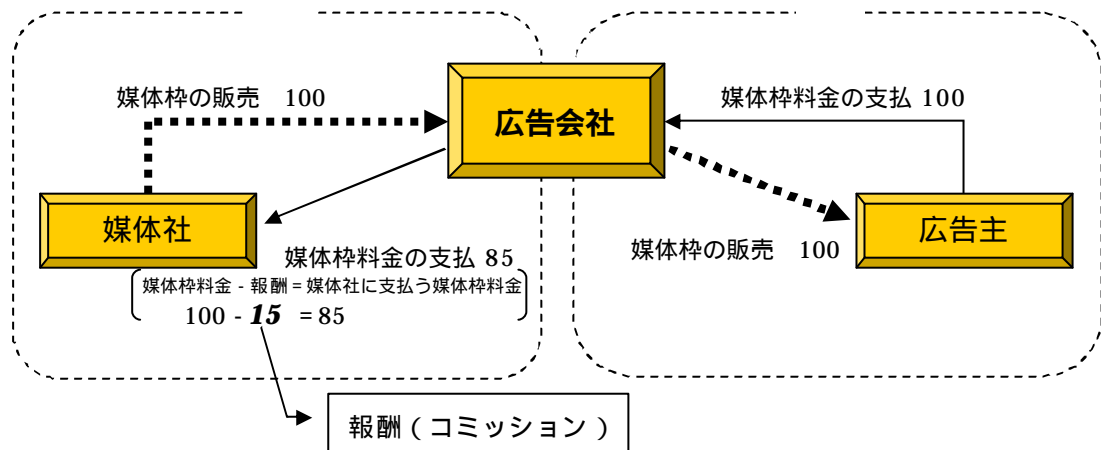 広告会社
媒体枠の販売 100
媒体枠料金の支払 100
媒体社
広告主
媒体枠料金の支払 85
媒体枠の販売 100
媒体枠料金 - 報酬 = 媒体社に支払う媒体枠料金
100 - 15 = 85
報酬（コミッション）